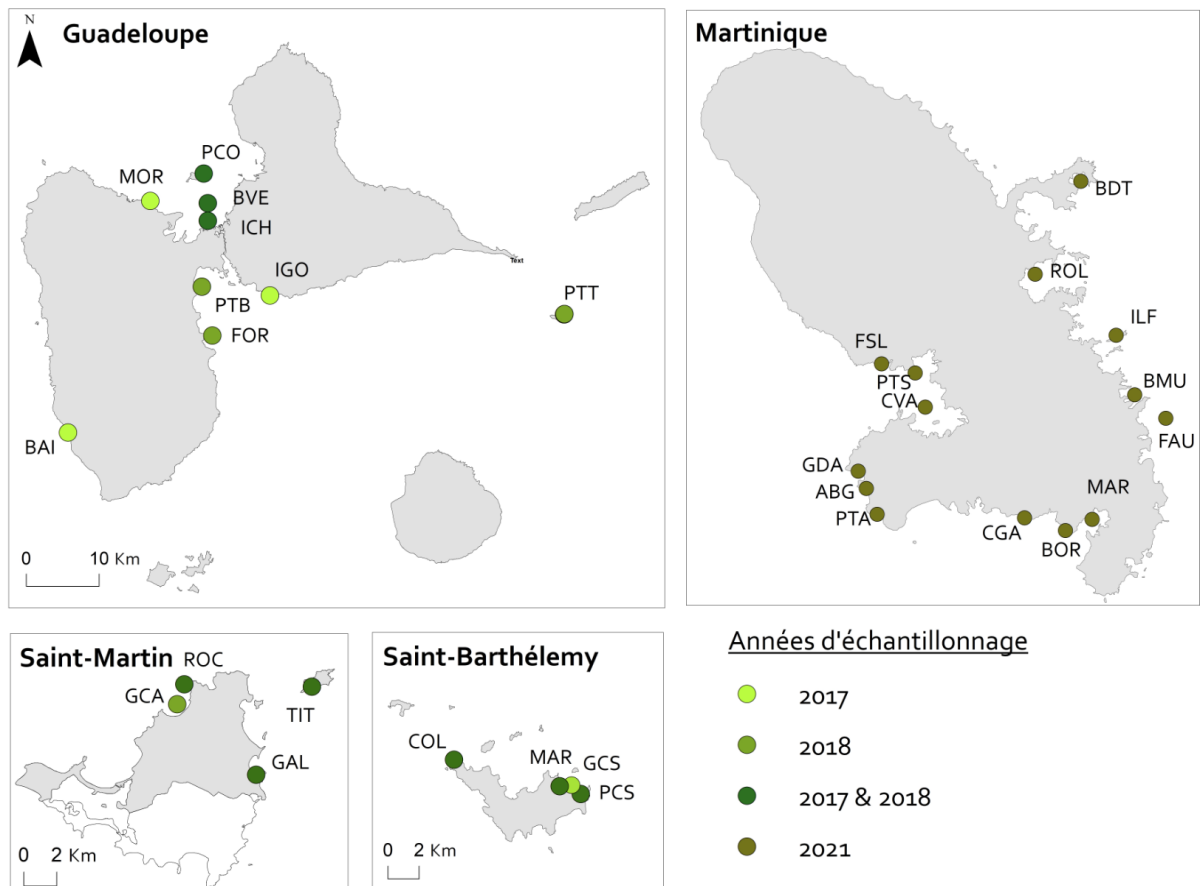 N
Guadeloupe
PCO
MOR
BVE
ICH
IGO
Text
PTB
PTT
FOR
BAI
0 10 Km
Martinique
BDT
ROL
ILF
FSL
PTS
BMU
CVA
FAU
GDA
ABG
MAR
PTA
CGA
BOR
Saint-Martin
ROC
GCA
TIT
GAL
0 2 Km
Saint-Barthélemy
COL
MAR
GCS
PCS
0 2 Km
Années d'échantillonnage
2017
2018
2017 & 2018
2021